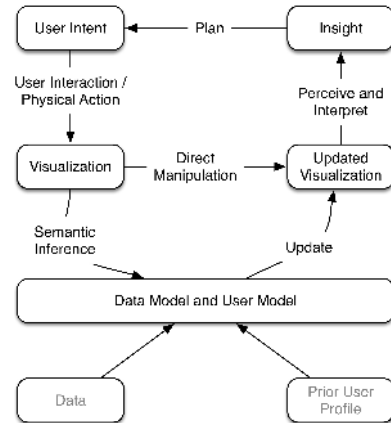 User Intent
Plan
Insight
User Interaction /
Physical Action
Perceive and
Interpret
Visualization
Direct
Manipulation
Updated
Visualization
Semantic
Inference
Update
Data Model and User Model
Data
Prior User
Profile